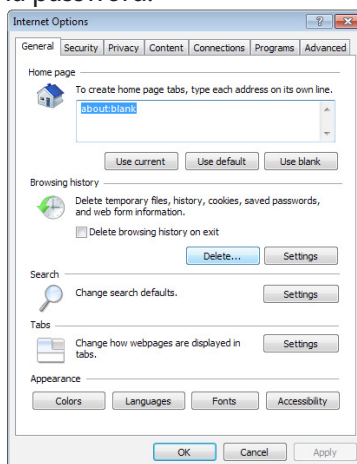 la password.
Internet Options
General Security Privacy Content Connections Programs Advanced
Home page
To create home page tabs, type each address on its own line.
about:blank
Use current Use default Use blank
Browsing history
Delete temporary files, history, cookies, saved passwords,
and web form information.
Delete browsing history on exit
Delete... Settings
Search
Change search defaults. Settings
Tabs
Change how webpages are displayed in
tabs. Settings
Appearance
Colors Languages Fonts Accessibility
OK Cancel Apply